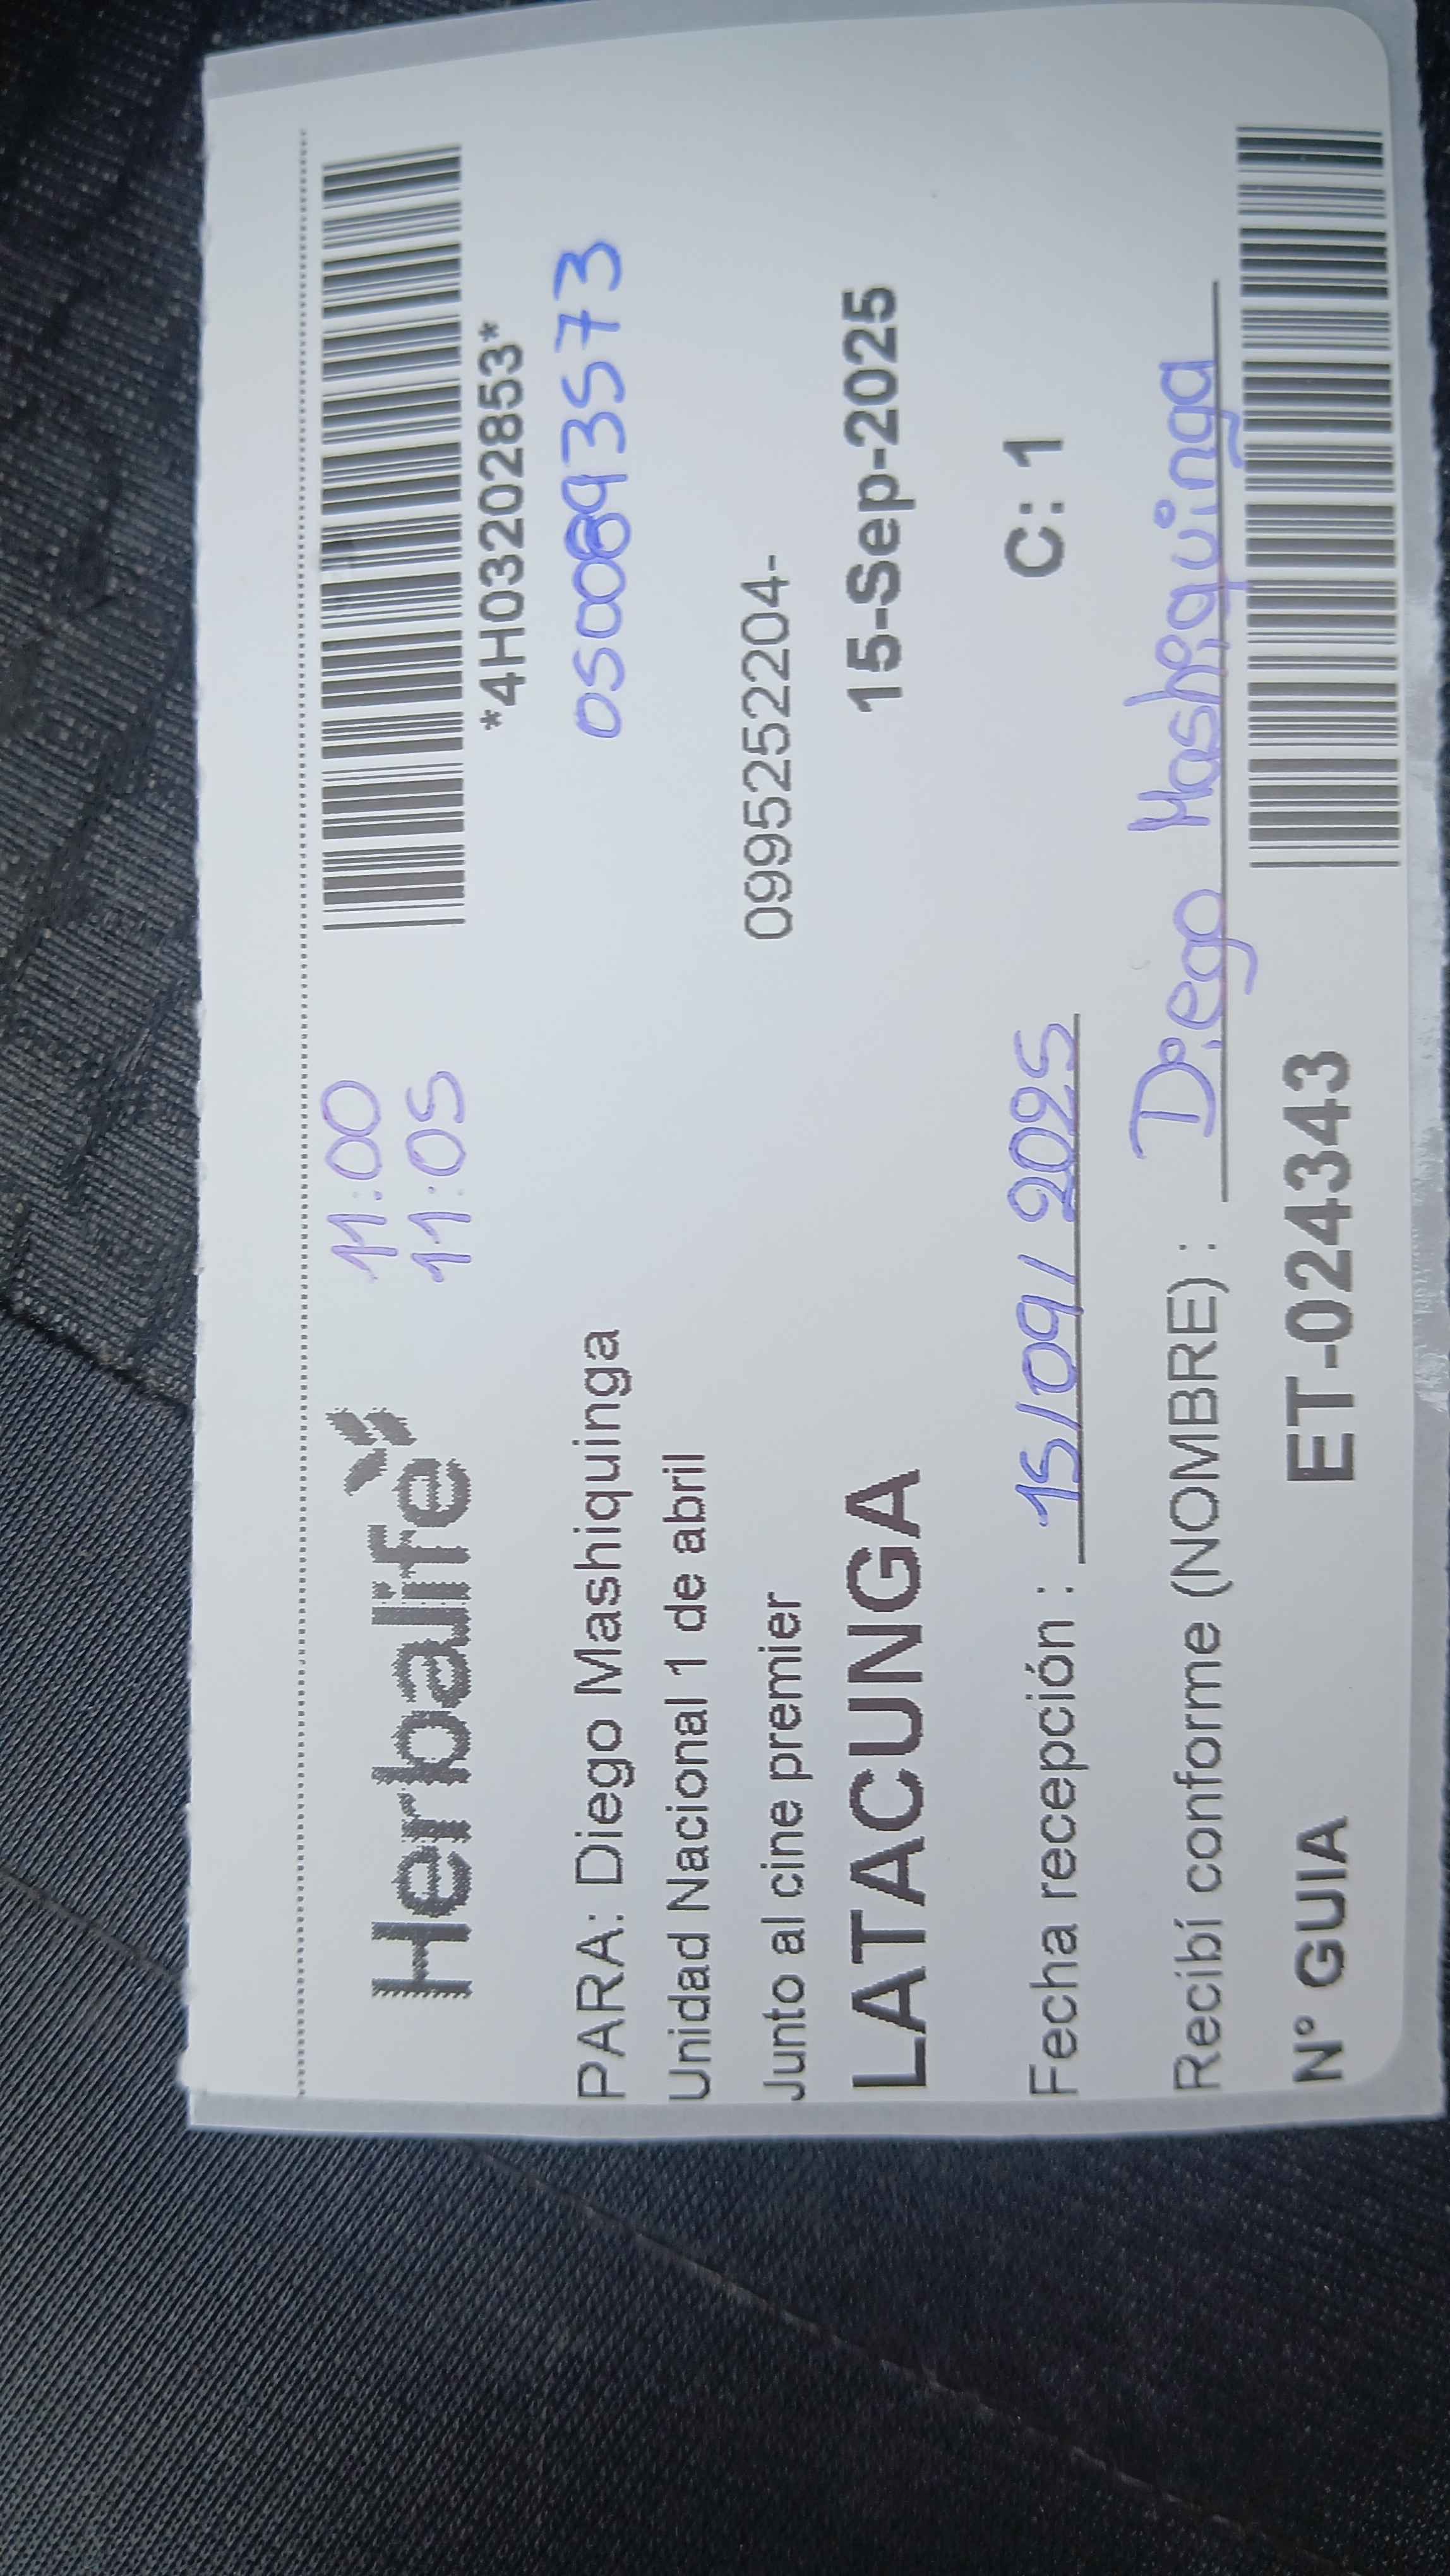 Herbalife
11:00
11:05
*4H03202853*
PARA: Diego Mashiquinga
0500893573
Unidad Nacional 1 de abril
Junto al cine premier
0995252204-
LATACUNGA
15-Sep-2025
Fecha recepción : 15/09/2025
C: 1
Recibí conforme (NOMBRE) : Diego Mashiquinga
N° GUIA
ET-024343